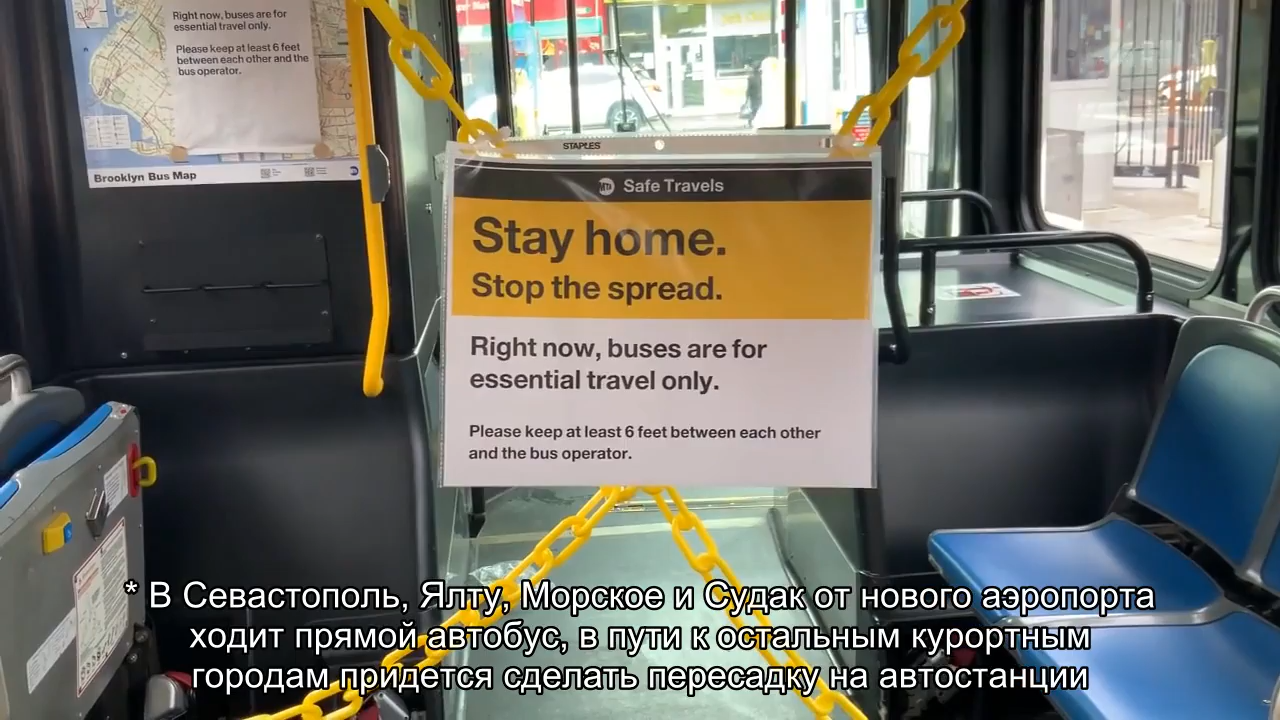 Right now, buses are for
essential travel only.
Please keep at least 6 feet
between each other and the
bus operator.
Brooklyn Bus Map
STAPLES
MTA Safe Travels
Stay home.
Stop the spread.
Right now, buses are for
essential travel only.
Please keep at least 6 feet between each other
and the bus operator.
* В Севастополь, Ялту, Морское и Судак от нового аэропорта
ходит прямой автобус, в пути к остальным курортным
городам придется сделать пересадку на автостанции